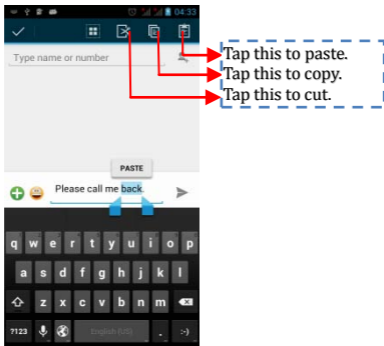 04:33
Type name or number
Tap this to paste.
Tap this to copy.
Tap this to cut.
PASTE
Please call me back.
q w e r t y u i o p
a s d f g h j k l
z x c v b n m
?123 English (US) . :-)